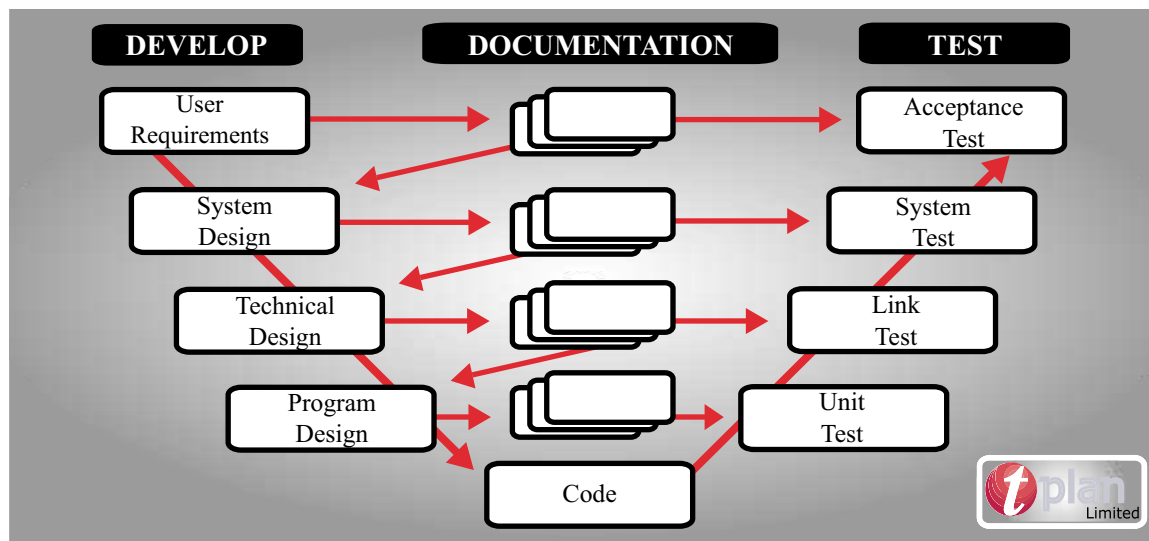 DEVELOP
DOCUMENTATION
TEST
User
Requirements
Acceptance
Test
System
Design
System
Test
Technical
Design
Link
Test
Program
Design
Unit
Test
Code
t plan
Limited